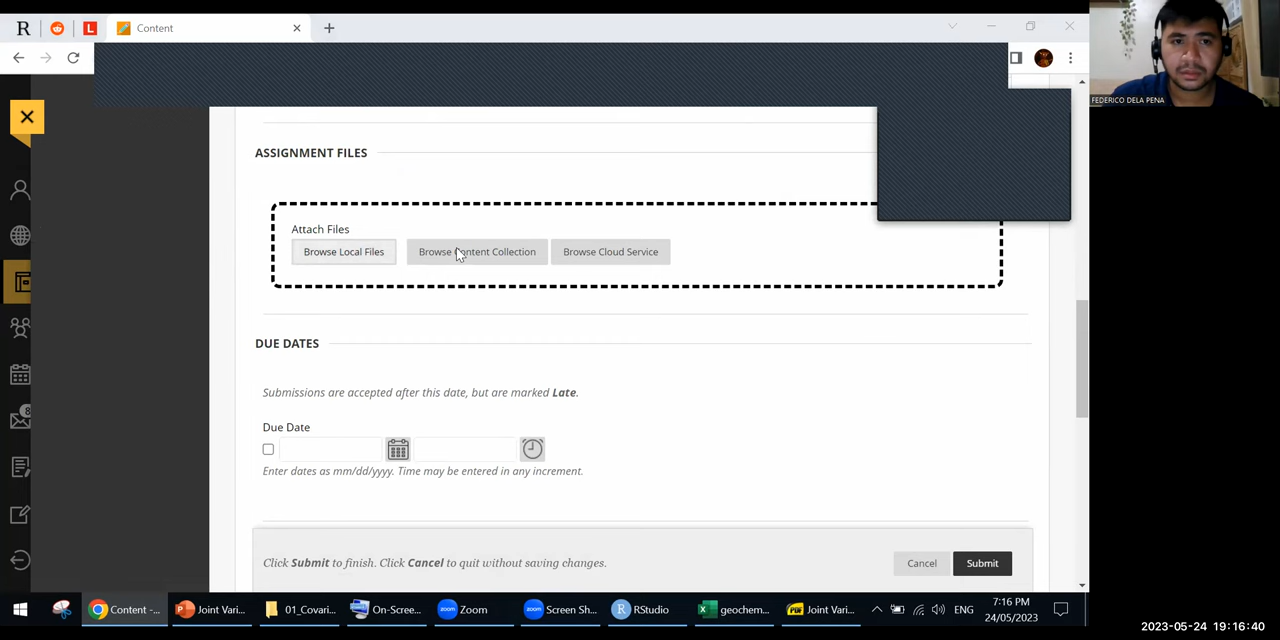 R
L
Content
FEDERICO DELA PENA
ASSIGNMENT FILES
Attach Files
Browse Local Files
Browse Content Collection
Browse Cloud Service
DUE DATES
Submissions are accepted after this date, but are marked Late.
Due Date
Enter dates as mm/dd/yyyy. Time may be entered in any increment.
Click Submit to finish. Click Cancel to quit without saving changes.
Cancel
Submit
Content -...
Joint Vari...
01_Covari...
On-Scree...
Zoom
Screen Sh...
RStudio
geochem...
Joint Vari...
ENG
7:16 PM
24/05/2023
2023-05-24 19:16:40